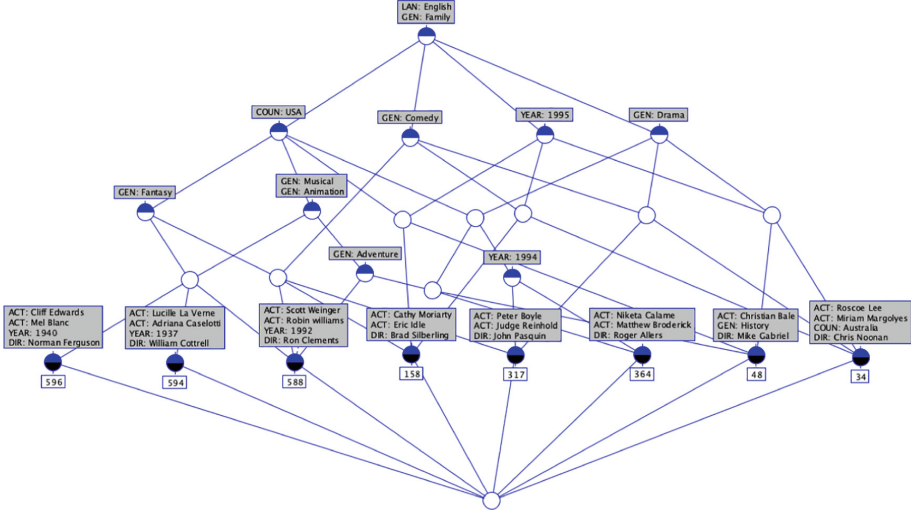 LAN: English
GEN: Family
COUN: USA
GEN: Comedy
YEAR: 1995
GEN: Drama
GEN: Fantasy
GEN: Musical
GEN: Animation
GEN: Adventure
YEAR: 1994
ACT: Cliff Edwards
ACT: Mel Blanc
YEAR: 1940
DIR: Norman Ferguson
ACT: Lucille La Verne
ACT: Adriana Caselotti
YEAR: 1937
DIR: William Cottrell
ACT: Scott Weinger
ACT: Robin williams
YEAR: 1992
DIR: Ron Clements
ACT: Cathy Moriarty
ACT: Eric Idle
DIR: Brad Silberling
ACT: Peter Boyle
ACT: Judge Reinhold
DIR: John Pasquin
ACT: Niketa Calame
ACT: Matthew Broderick
DIR: Roger Allers
ACT: Christian Bale
GEN: History
DIR: Mike Gabriel
ACT: Roscoe Lee
ACT: Miriam Margolyes
COUN: Australia
DIR: Chris Noonan
596
594
588
158
317
364
48
34